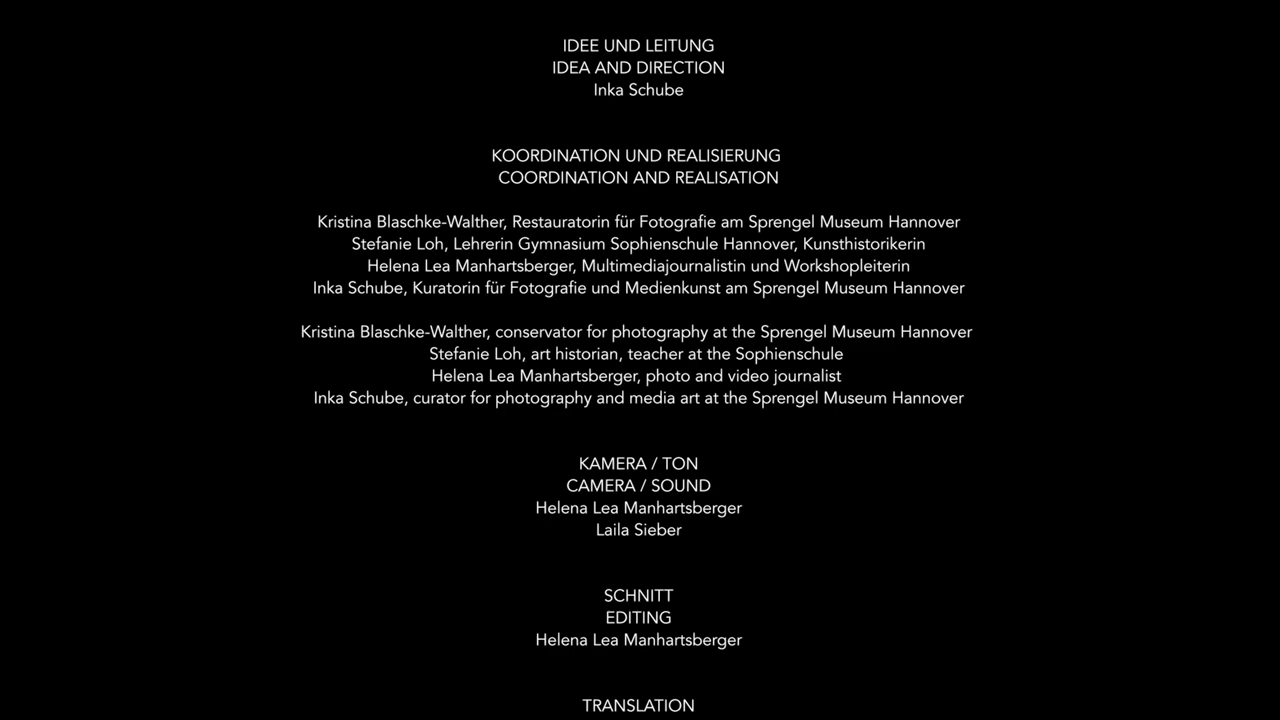 IDEE UND LEITUNG
IDEA AND DIRECTION
Inka Schube
KOORDINATION UND REALISIERUNG
COORDINATION AND REALISATION
Kristina Blaschke-Walther, Restauratorin für Fotografie am Sprengel Museum Hannover
Stefanie Loh, Lehrerin Gymnasium Sophienschule Hannover, Kunsthistorikerin
Helena Lea Manhartsberger, Multimediajournalistin und Workshopleiterin
Inka Schube, Kuratorin für Fotografie und Medienkunst am Sprengel Museum Hannover
Kristina Blaschke-Walther, conservator for photography at the Sprengel Museum Hannover
Stefanie Loh, art historian, teacher at the Sophienschule
Helena Lea Manhartsberger, photo and video journalist
Inka Schube, curator for photography and media art at the Sprengel Museum Hannover
KAMERA / TON
CAMERA / SOUND
Helena Lea Manhartsberger
Laila Sieber
SCHNITT
EDITING
Helena Lea Manhartsberger
TRANSLATION